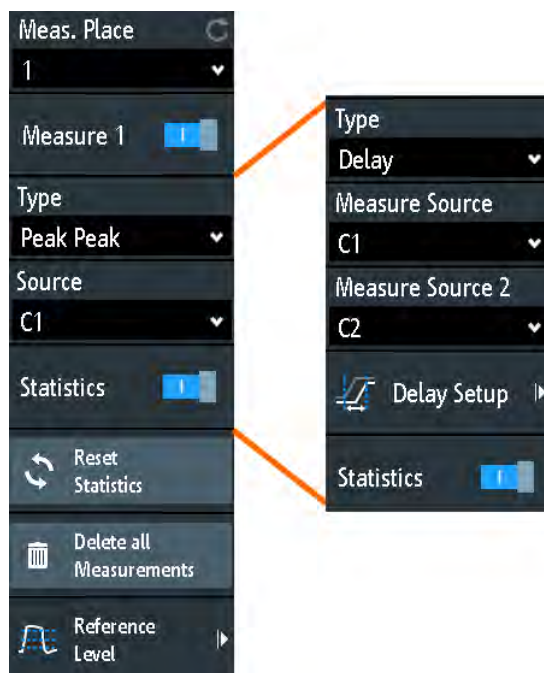 Meas. Place
1
Measure 1
Type
Peak Peak
Source
C1
Statistics
Reset
Statistics
Delete all
Measurements
Reference
Level
Type
Delay
Measure Source
C1
Measure Source 2
C2
Delay Setup
Statistics